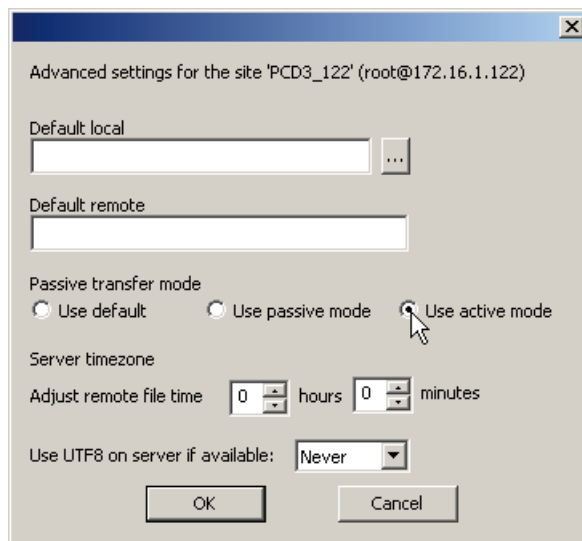 Advanced settings for the site 'PCD3_122' (root@172.16.1.122)
Default local
...
Default remote
Passive transfer mode
Use default Use passive mode Use active mode
Server timezone
Adjust remote file time 0 hours 0 minutes
Use UTF8 on server if available: Never
OK Cancel